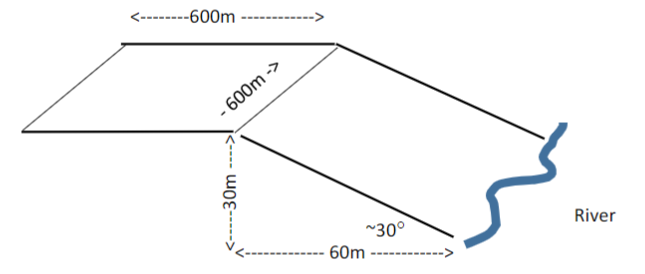 <--------600m ------------->
- 600m ->
<--30m---->
~30°
<------------ 60m ------------>
River